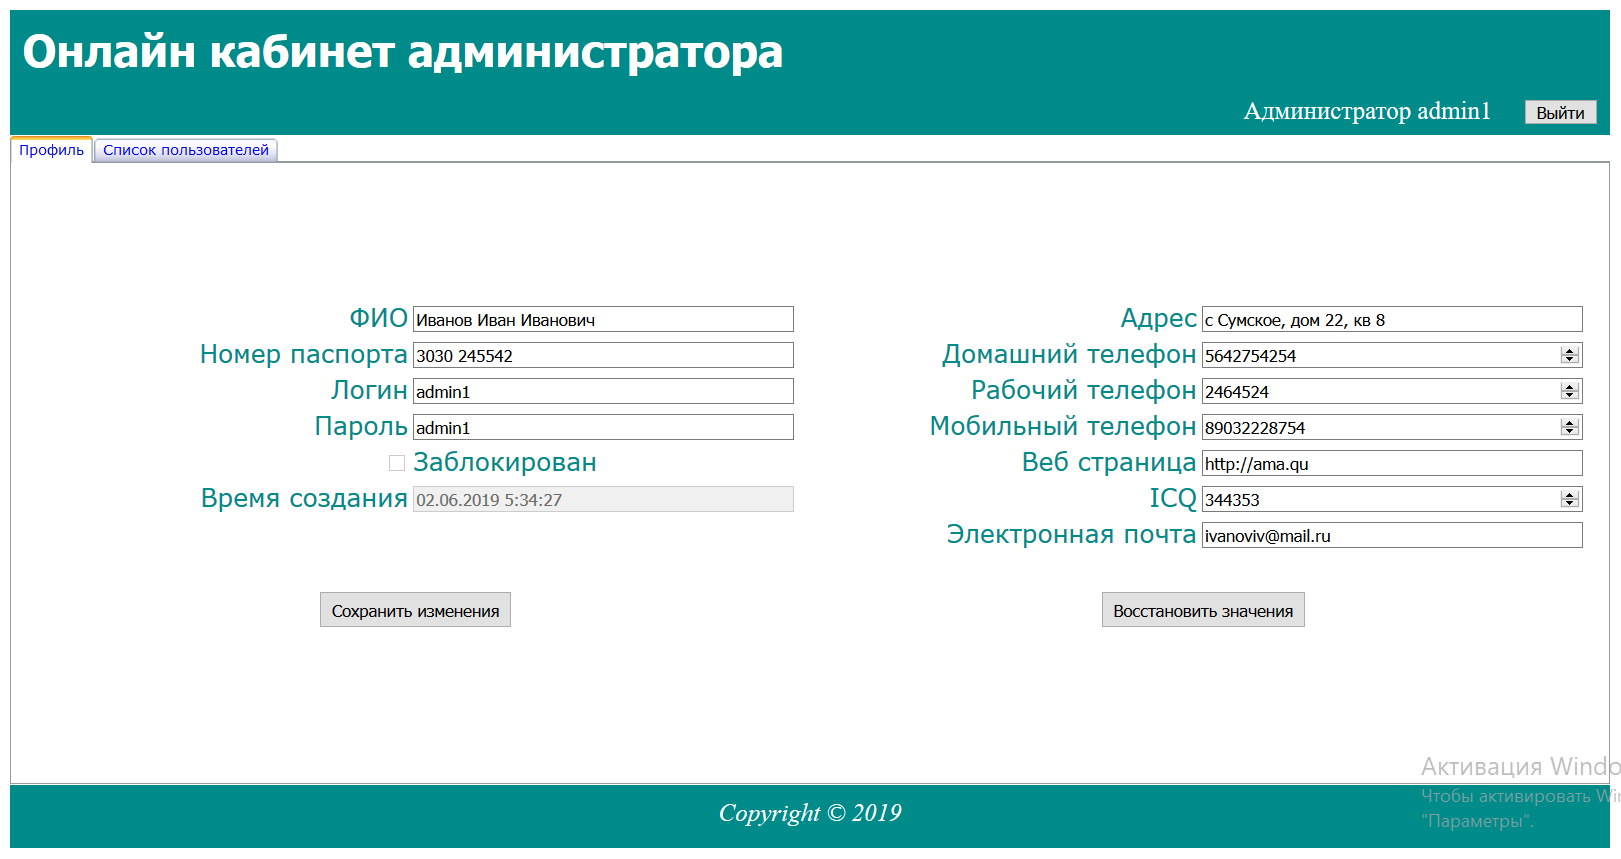 Онлайн кабинет администратора
Администратор admin1
Выйти
Профиль
Список пользователей
ФИО Иванов Иван Иванович
Номер паспорта 3030 245542
Логин admin1
Пароль admin1
Заблокирован
Время создания 02.06.2019 5:34:27
Адрес с Сумское, дом 22, кв 8
Домашний телефон 5642754254
Рабочий телефон 2464524
Мобильный телефон 89032228754
Веб страница http://ama.qu
ICQ 344353
Электронная почта ivanoviv@mail.ru
Сохранить изменения
Восстановить значения
Активация Windo
Чтобы активировать Win
"Параметры".
Copyright © 2019